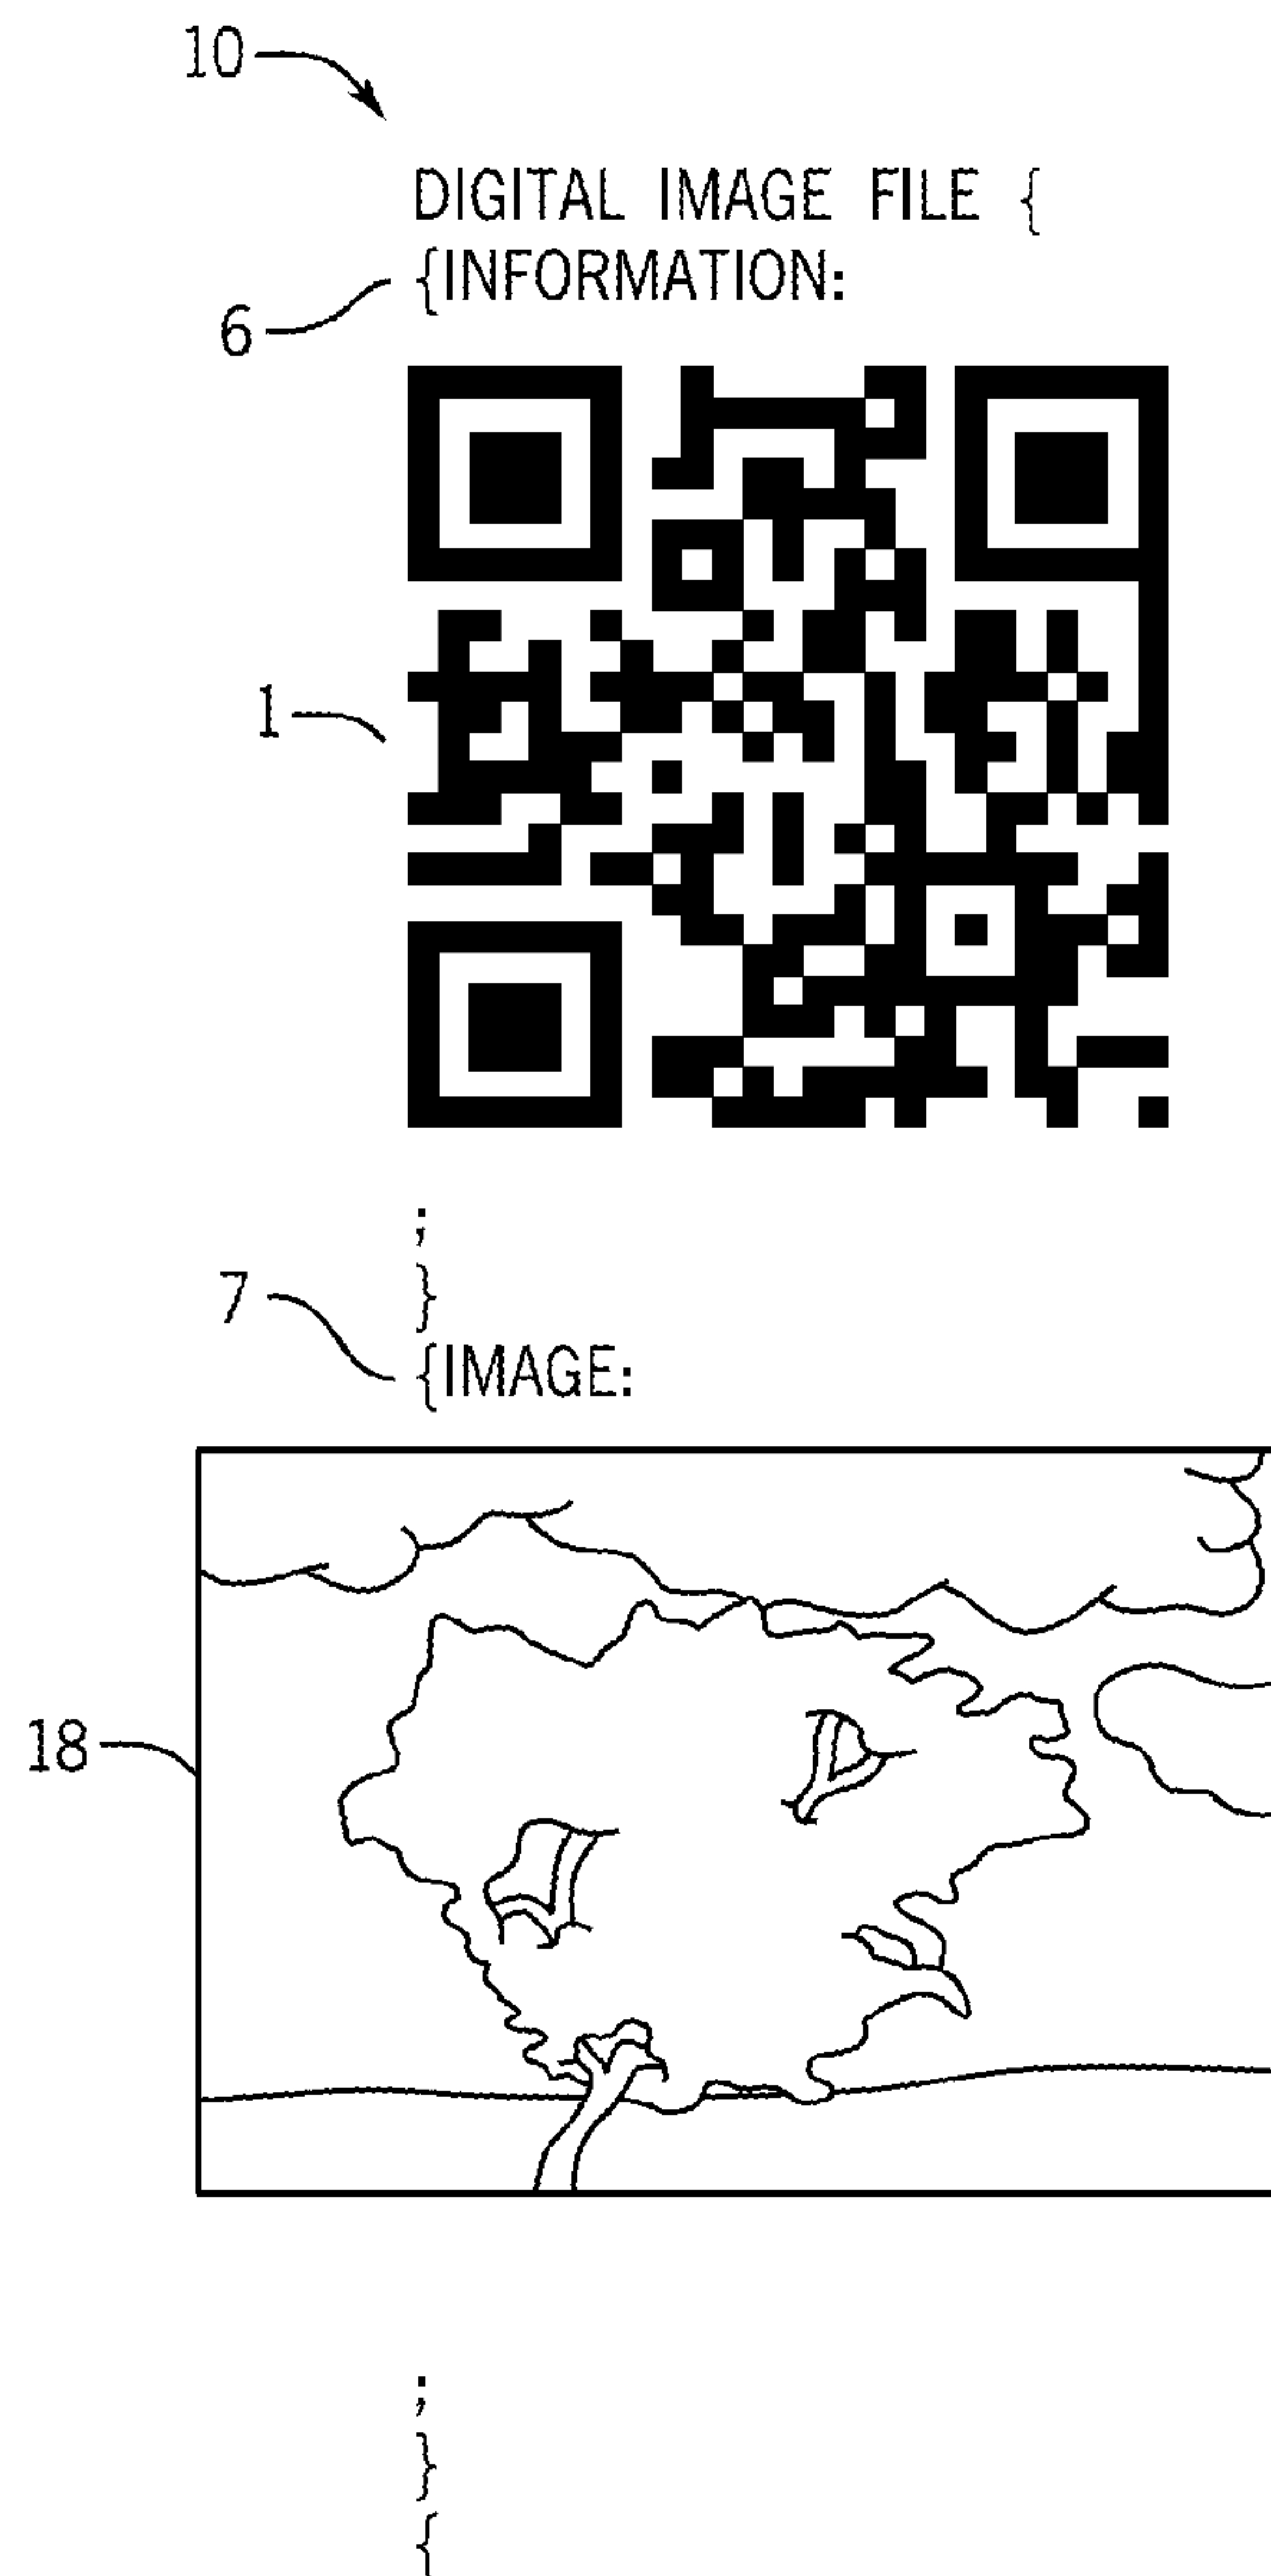 10
DIGITAL IMAGE FILE {
6 {INFORMATION:
1
;
}
7 {IMAGE:
18
;
}
{